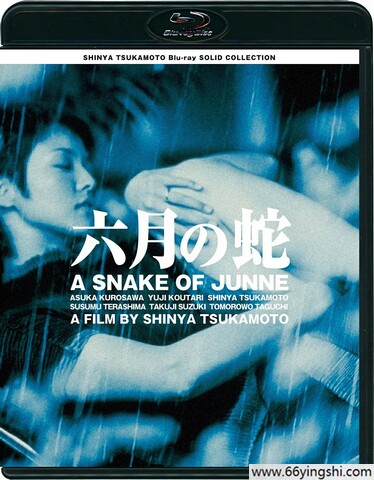 Blu-ray Disc
SHINYA TSUKAMOTO Blu-ray SOLID COLLECTION
六月の蛇
A SNAKE OF JUNNE
ASUKA KUROSAWA YUJI KOUTARI SHINYA TSUKAMOTO
SUSUMU TERASHIMA TAKUJI SUZUKI TOMOROWO TAGUCHI
A FILM BY SHINYA TSUKAMOTO
www.66yingshi.com